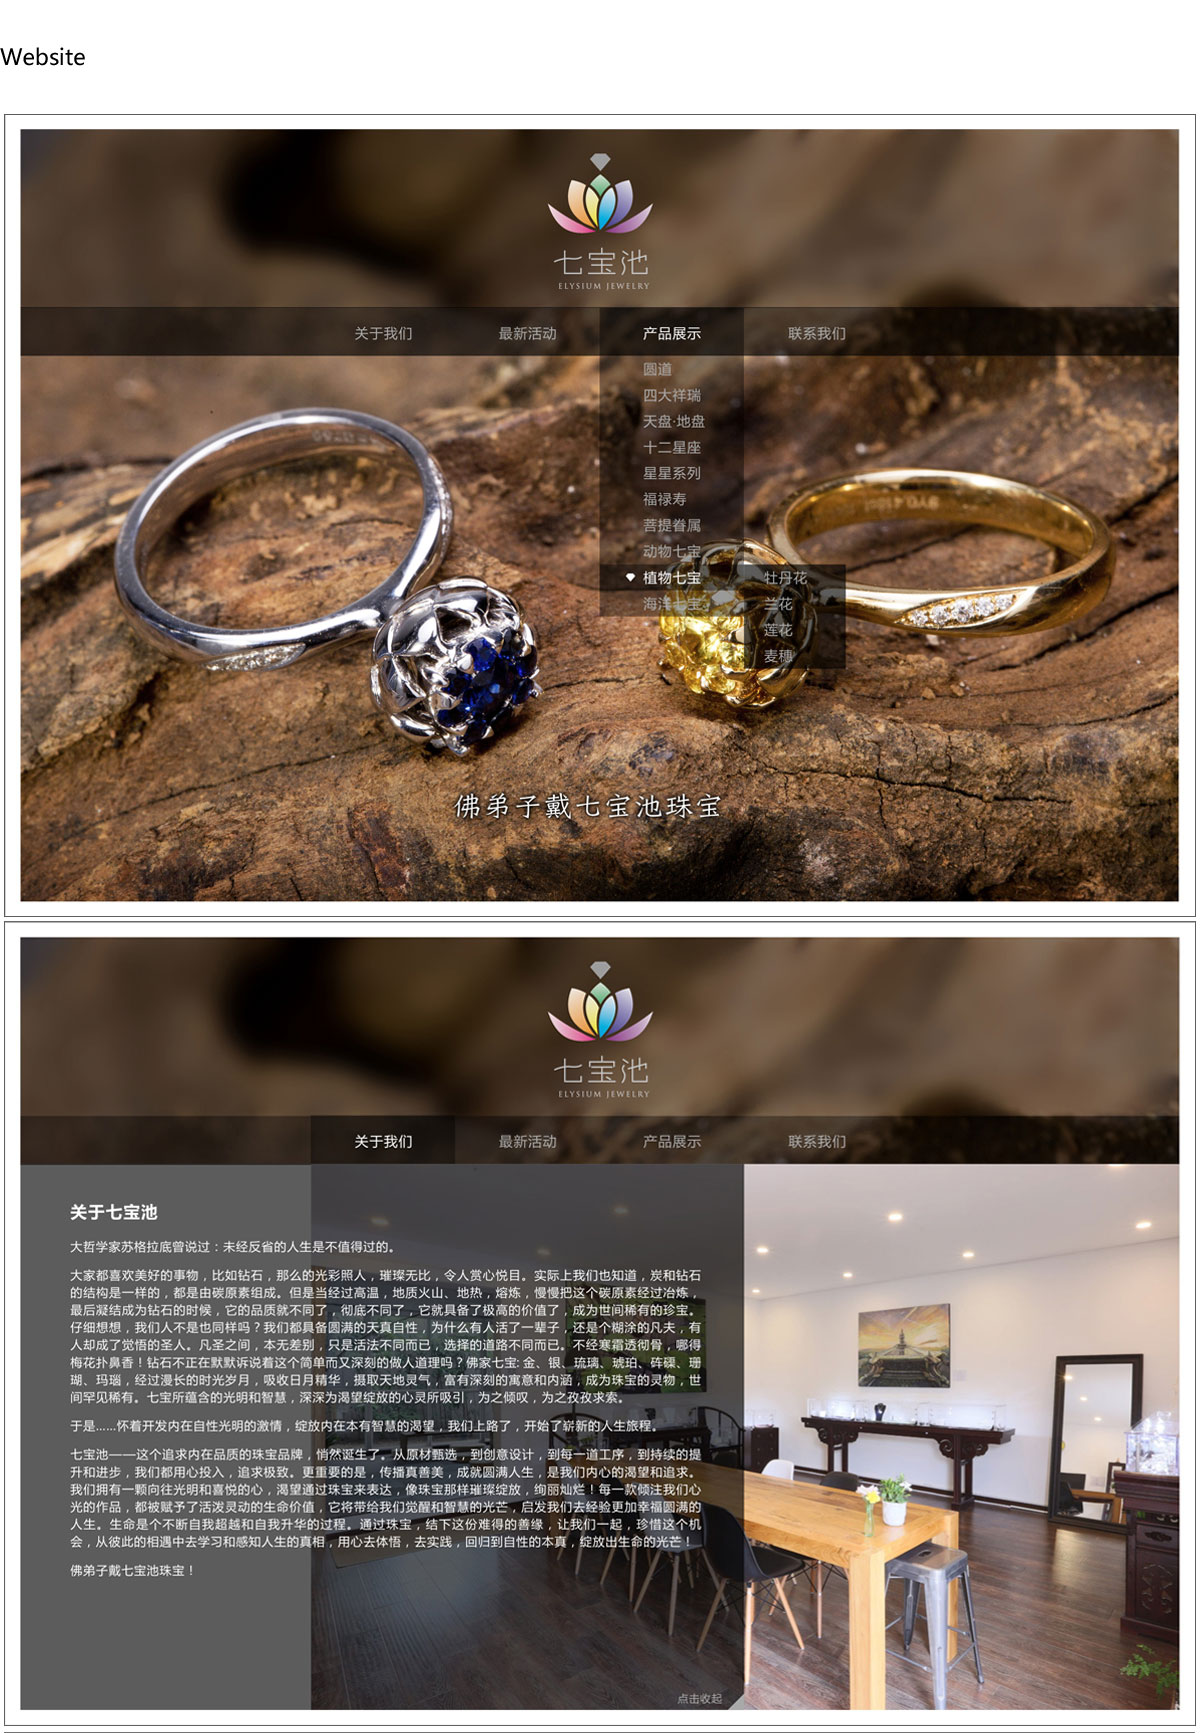 Website
七宝池
ELYSIUM JEWELRY
关于我们 最新活动 产品展示 联系我们
圆道
四大祥瑞
天盘·地盘
十二星座
星星系列
福禄寿
菩提眷属
动物七宝
植物七宝 牡丹花
海洋七宝 兰花
莲花
麦穗
佛弟子戴七宝池珠宝
七宝池
ELYSIUM JEWELRY
关于我们 最新活动 产品展示 联系我们
关于七宝池
大哲学家苏格拉底曾说过：未经反省的人生是不值得过的。
大家都喜欢美好的事物，比如钻石，那么的光彩照人，璀璨无比，令人赏心悦目。实际上我们也知道，炭和钻石
的结构是一样的，都是由碳原素组成。但是当经过高温，地质火山、地热，熔炼，慢慢把这个碳原素经过冶炼，
最后凝结成为钻石的时候，它的品质就不同了，彻底不同了，它就具备了极高的价值了，成为世间稀有的珍宝。
仔细想想，我们人不是也同样吗？我们都具备圆满的天真自性，为什么有人活了一辈子，还是个糊涂的凡夫，有
人却成了觉悟的圣人。凡圣之间，本无差别，只是活法不同而已，选择的道路不同而已。不经寒霜透彻骨，哪得
梅花扑鼻香！钻石不正在默默诉说着这个简单而又深刻的做人道理吗？佛家七宝: 金、银、琉璃、琥珀、砗磲、珊
瑚、玛瑙，经过漫长的时光岁月，吸收日月精华，摄取天地灵气，富有深刻的寓意和内涵，成为珠宝的灵物，世
间罕见稀有。七宝所蕴含的光明和智慧，深深为渴望绽放的心灵所吸引，为之倾叹，为之孜孜求索。
于是......怀着开发内在自性光明的激情，绽放内在本有智慧的渴望，我们上路了，开始了崭新的人生旅程。
七宝池——这个追求内在品质的珠宝品牌，悄然诞生了。从原材甄选，到创意设计，到每一道工序，到持续的提
升和进步，我们都用心投入，追求极致。更重要的是，传播真善美，成就圆满人生，是我们内心的渴望和追求。
我们拥有一颗向往光明和喜悦的心，渴望通过珠宝来表达，像珠宝那样璀璨绽放，绚丽灿烂！每一款倾注我们心
光的作品，都被赋予了活泼灵动的生命价值，它将带给我们觉醒和智慧的光芒，启发我们去经验更加幸福圆满的
人生。生命是个不断自我超越和自我升华的过程。通过珠宝，结下这份难得的善缘，让我们一起，珍惜这个机
会，从彼此的相遇中去学习和感知人生的真相，用心去体悟，去实践，回归到自性的本真，绽放出生命的光芒！
佛弟子戴七宝池珠宝！
点击收起